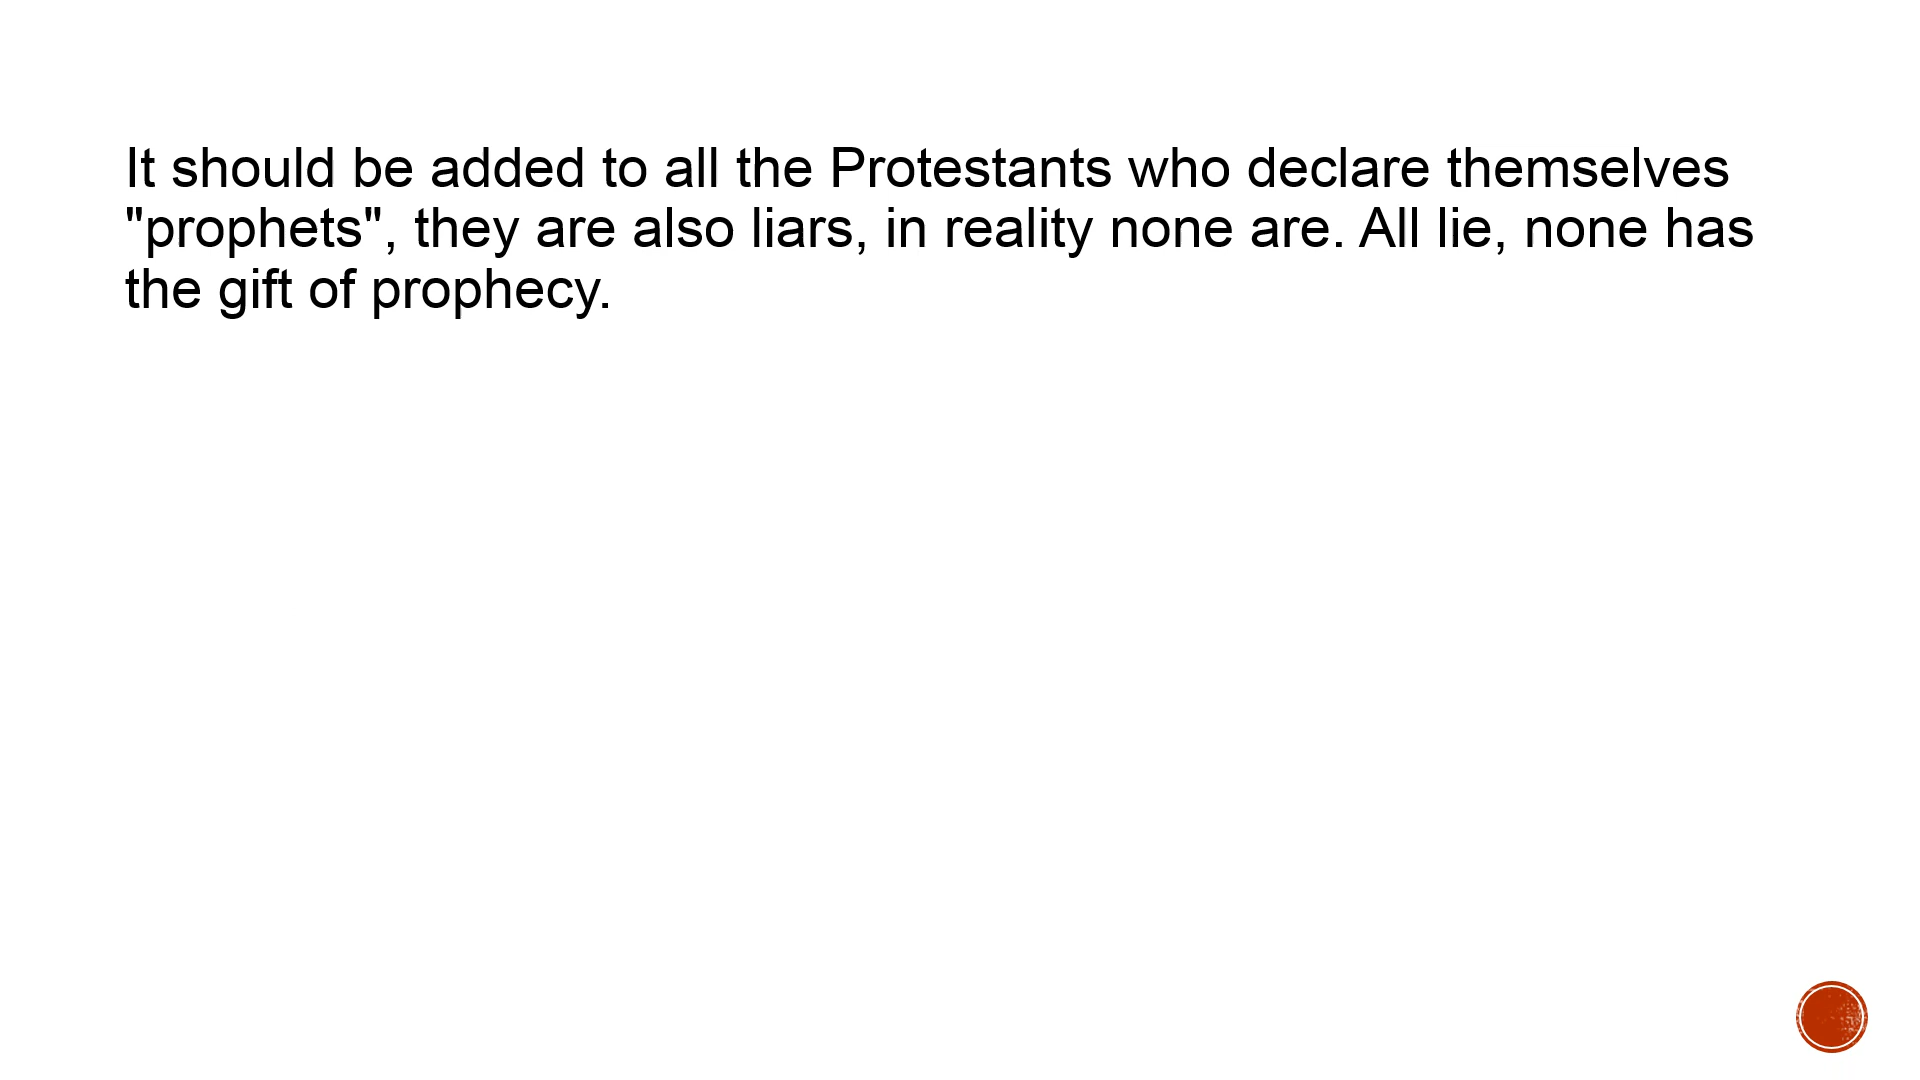 It should be added to all the Protestants who declare themselves
"prophets", they are also liars, in reality none are. All lie, none has
the gift of prophecy.